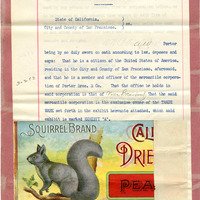 State of California,
City and County of San Francisco, ) ss.
Porter
being by me duly sworn on oath according to law, deposes and
says: That he is a citizen of the United States of America,
residing in the City and County of San Francisco, aforesaid,
and that he is a member and officer of the mercantile corpora-
tion of Porter Bros. & Co. That the office he holds in
said corporation is that of That the said
mercantile corporation is the exclusive owner of the TRADE
MARK set forth in the exhibit hereunto attached, which said
exhibit is marked EXHIBIT "A".
SQUIRREL BRAND
CAL
DRIE
PEA